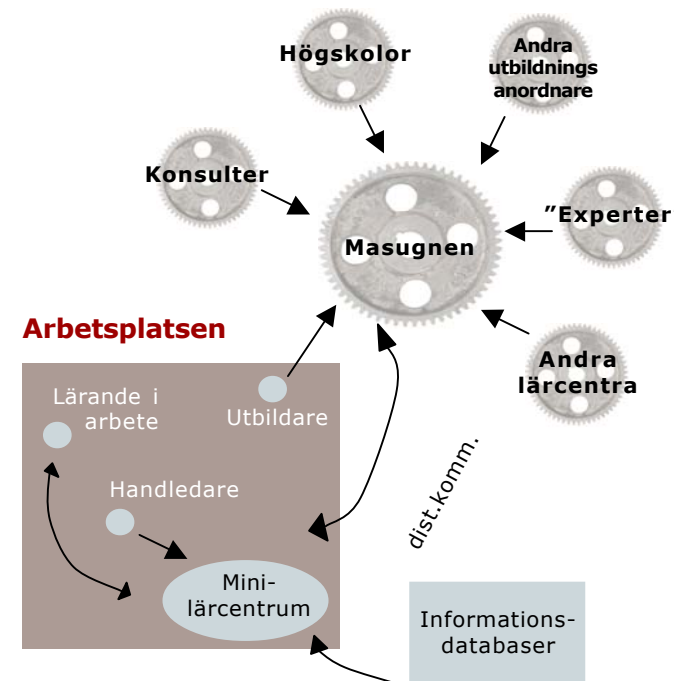 Högskolor
Andra
utbildnings
anordnare
Konsulter
”Experter
Masugnen
Andra
lärcentra
Arbetsplatsen
Lärande i
arbete
Utbildare
Handledare
Mini-
lärcentrum
dist.komm.
Informations-
databaser